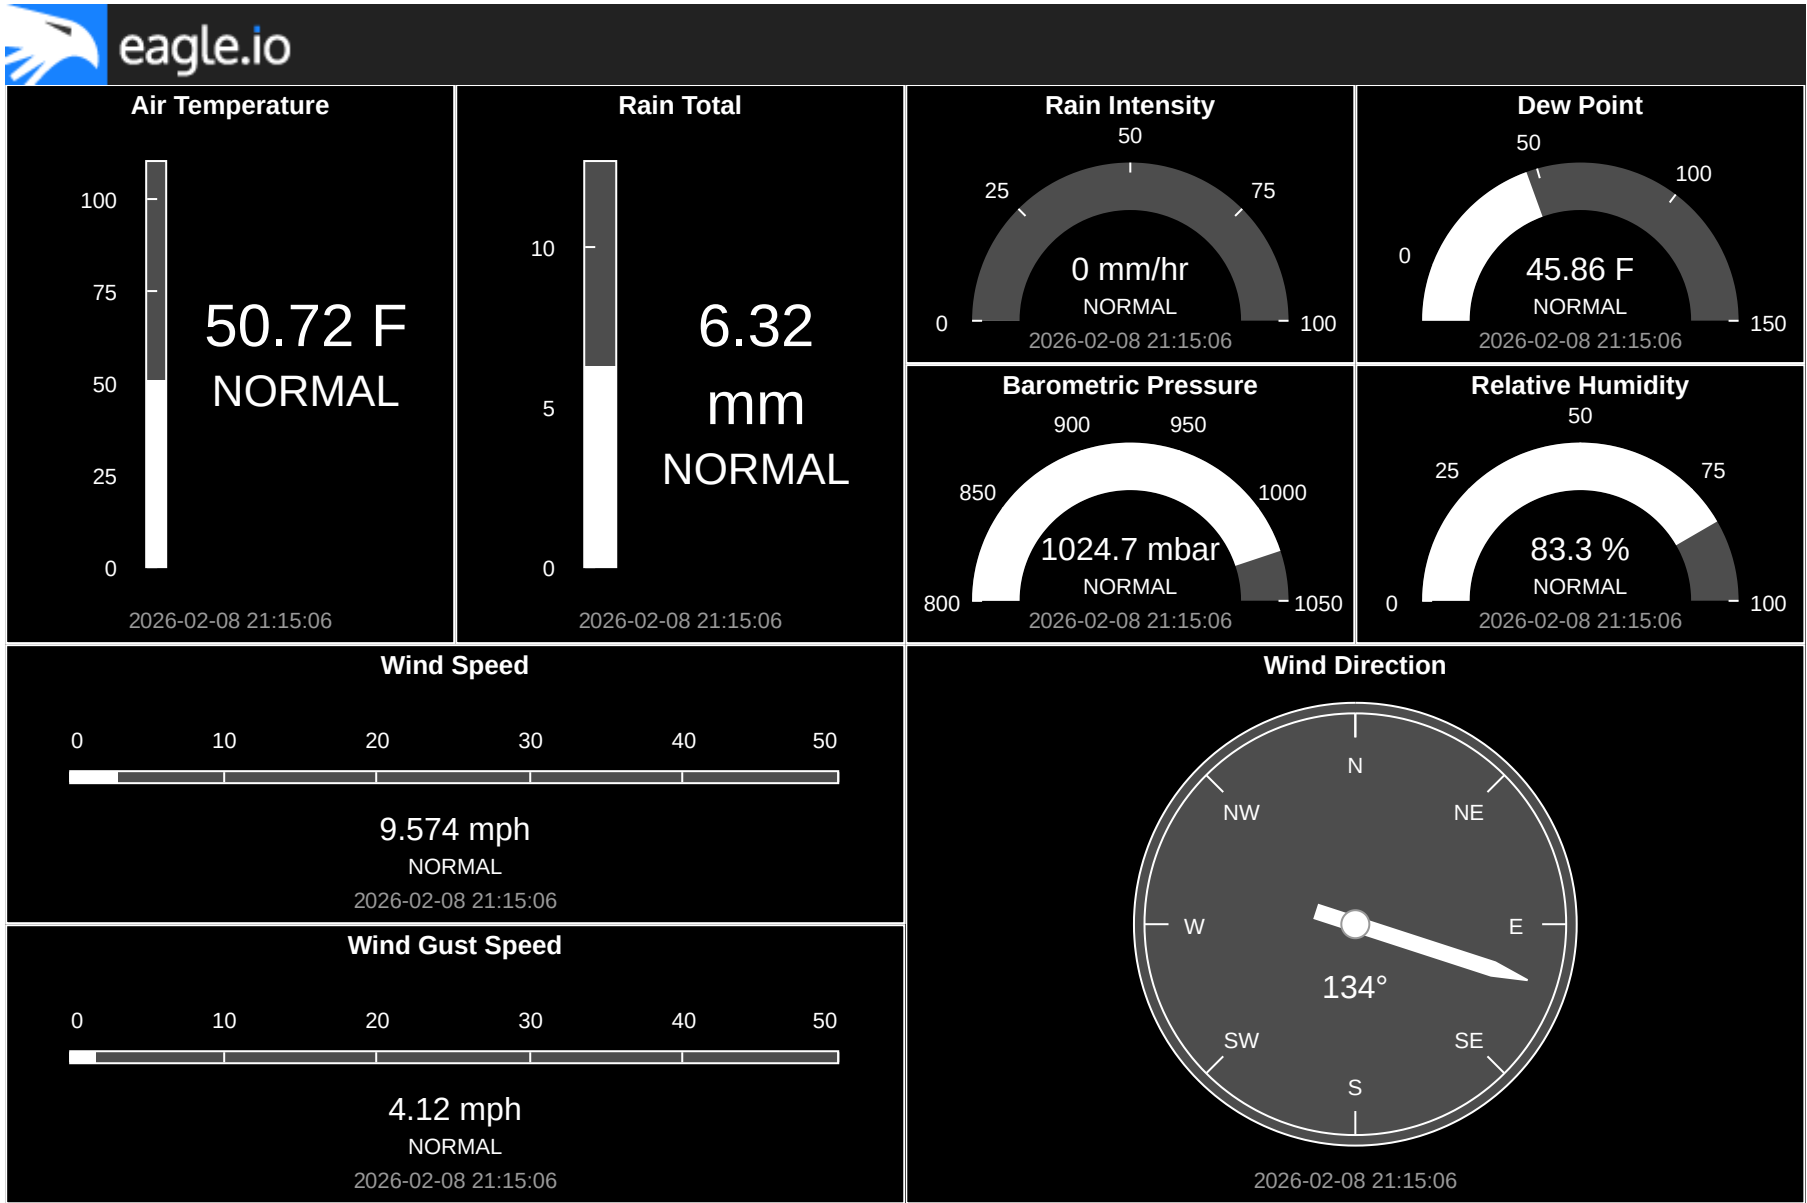 eagle.io
Air Temperature
100
75
50
25
0
50.72 F
NORMAL
2026-02-08 21:15:06
Rain Total
10
5
0
6.32
mm
NORMAL
2026-02-08 21:15:06
Rain Intensity
0
25
50
75
100
0 mm/hr
NORMAL
2026-02-08 21:15:06
Dew Point
0
50
100
150
45.86 F
NORMAL
2026-02-08 21:15:06
Barometric Pressure
800
850
900
950
1000
1050
1024.7 mbar
NORMAL
2026-02-08 21:15:06
Relative Humidity
0
25
50
75
100
83.3 %
NORMAL
2026-02-08 21:15:06
Wind Speed
0 10 20 30 40 50
9.574 mph
NORMAL
2026-02-08 21:15:06
Wind Gust Speed
0 10 20 30 40 50
4.12 mph
NORMAL
2026-02-08 21:15:06
Wind Direction
N
NW NE
W E
134°
SW SE
S
2026-02-08 21:15:06